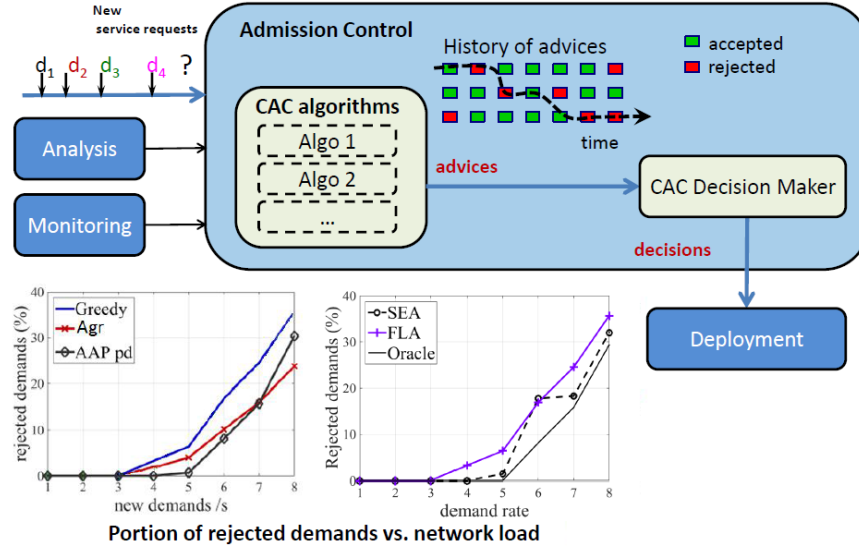 New
service requests
d1 d2 d3 d4 ?
Admission Control
History of advices
accepted
rejected
time
Analysis
Monitoring
CAC algorithms
Algo 1
Algo 2
...
advices
CAC Decision Maker
decisions
Deployment
rejected demands (%)
40
30
20
10
0
Greedy
Agr
AAP pd
1 2 3 4 5 6 7 8
new demands /s
Rejected demands (%)
40
30
20
10
0
SEA
FLA
Oracle
1 2 3 4 5 6 7 8
demand rate
Portion of rejected demands vs. network load